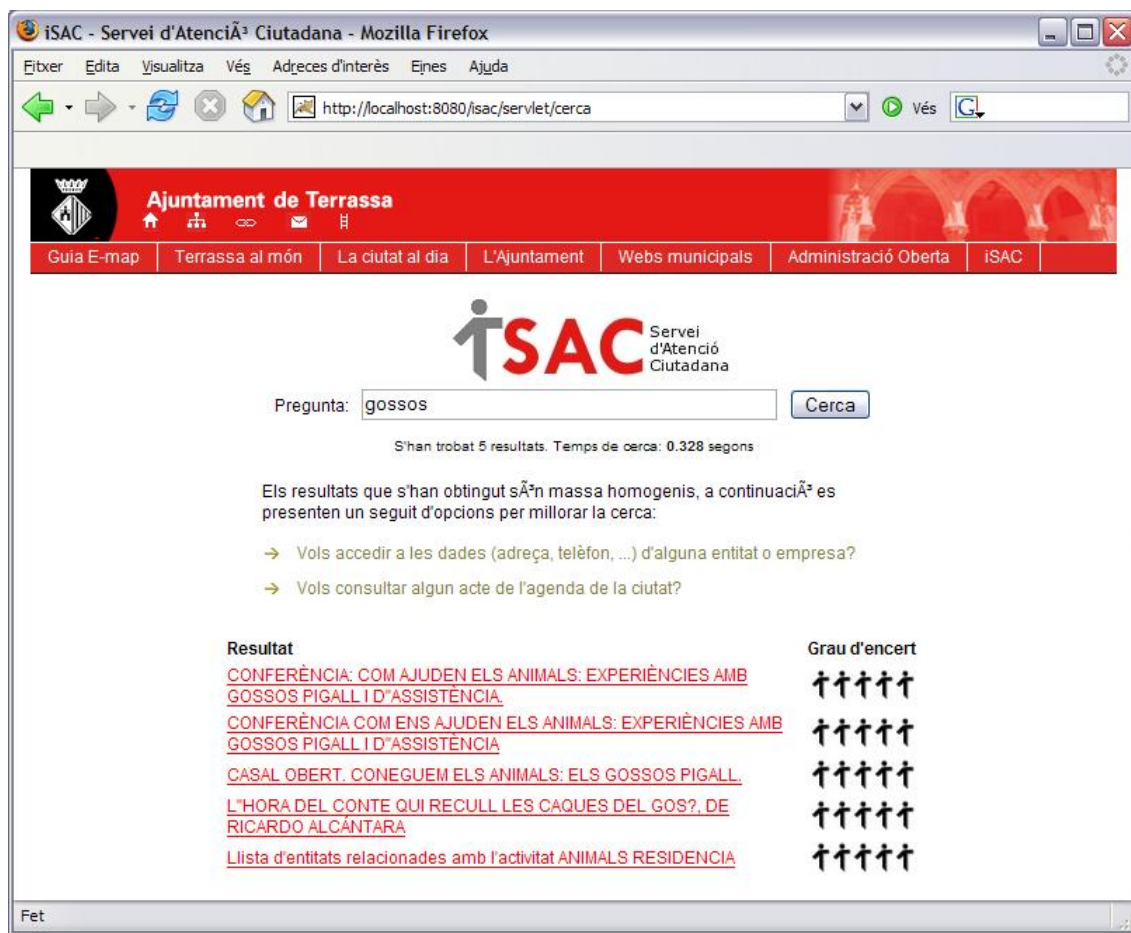 iSAC - Servei d'AtenciÃ³ Ciutadana - Mozilla Firefox
Fitxer Edita Visualitza Vés Adreces d'interès Eines Ajuda
http://localhost:8080/isac/servlet/cerca Vés G
Ajuntament de Terrassa
Guia E-map Terrassa al món La ciutat al dia L'Ajuntament Webs municipals Administració Oberta iSAC
iSAC Servei
d'Atenció
Ciutadana
Pregunta: gossos Cerca
S'han trobat 5 resultats. Temps de cerca: 0.328 segons
Els resultats que s'han obtingut sÃ³n massa homogenis, a continuaciÃ³ es
presenten un seguit d'opcions per millorar la cerca:
→ Vols accedir a les dades (adreça, telèfon, ...) d'alguna entitat o empresa?
→ Vols consultar algun acte de l'agenda de la ciutat?
Resultat Grau d'encert
CONFERÈNCIA: COM AJUDEN ELS ANIMALS: EXPERIÈNCIES AMB
GOSSOS PIGALL I D''ASSISTÈNCIA.
CONFERÈNCIA COM ENS AJUDEN ELS ANIMALS: EXPERIÈNCIES AMB
GOSSOS PIGALL I D''ASSISTÈNCIA
CASAL OBERT. CONEGUEM ELS ANIMALS: ELS GOSSOS PIGALL.
L''HORA DEL CONTE QUI RECULL LES CAQUES DEL GOS?, DE
RICARDO ALCÁNTARA
Llista d'entitats relacionades amb l'activitat ANIMALS RESIDENCIA
Fet